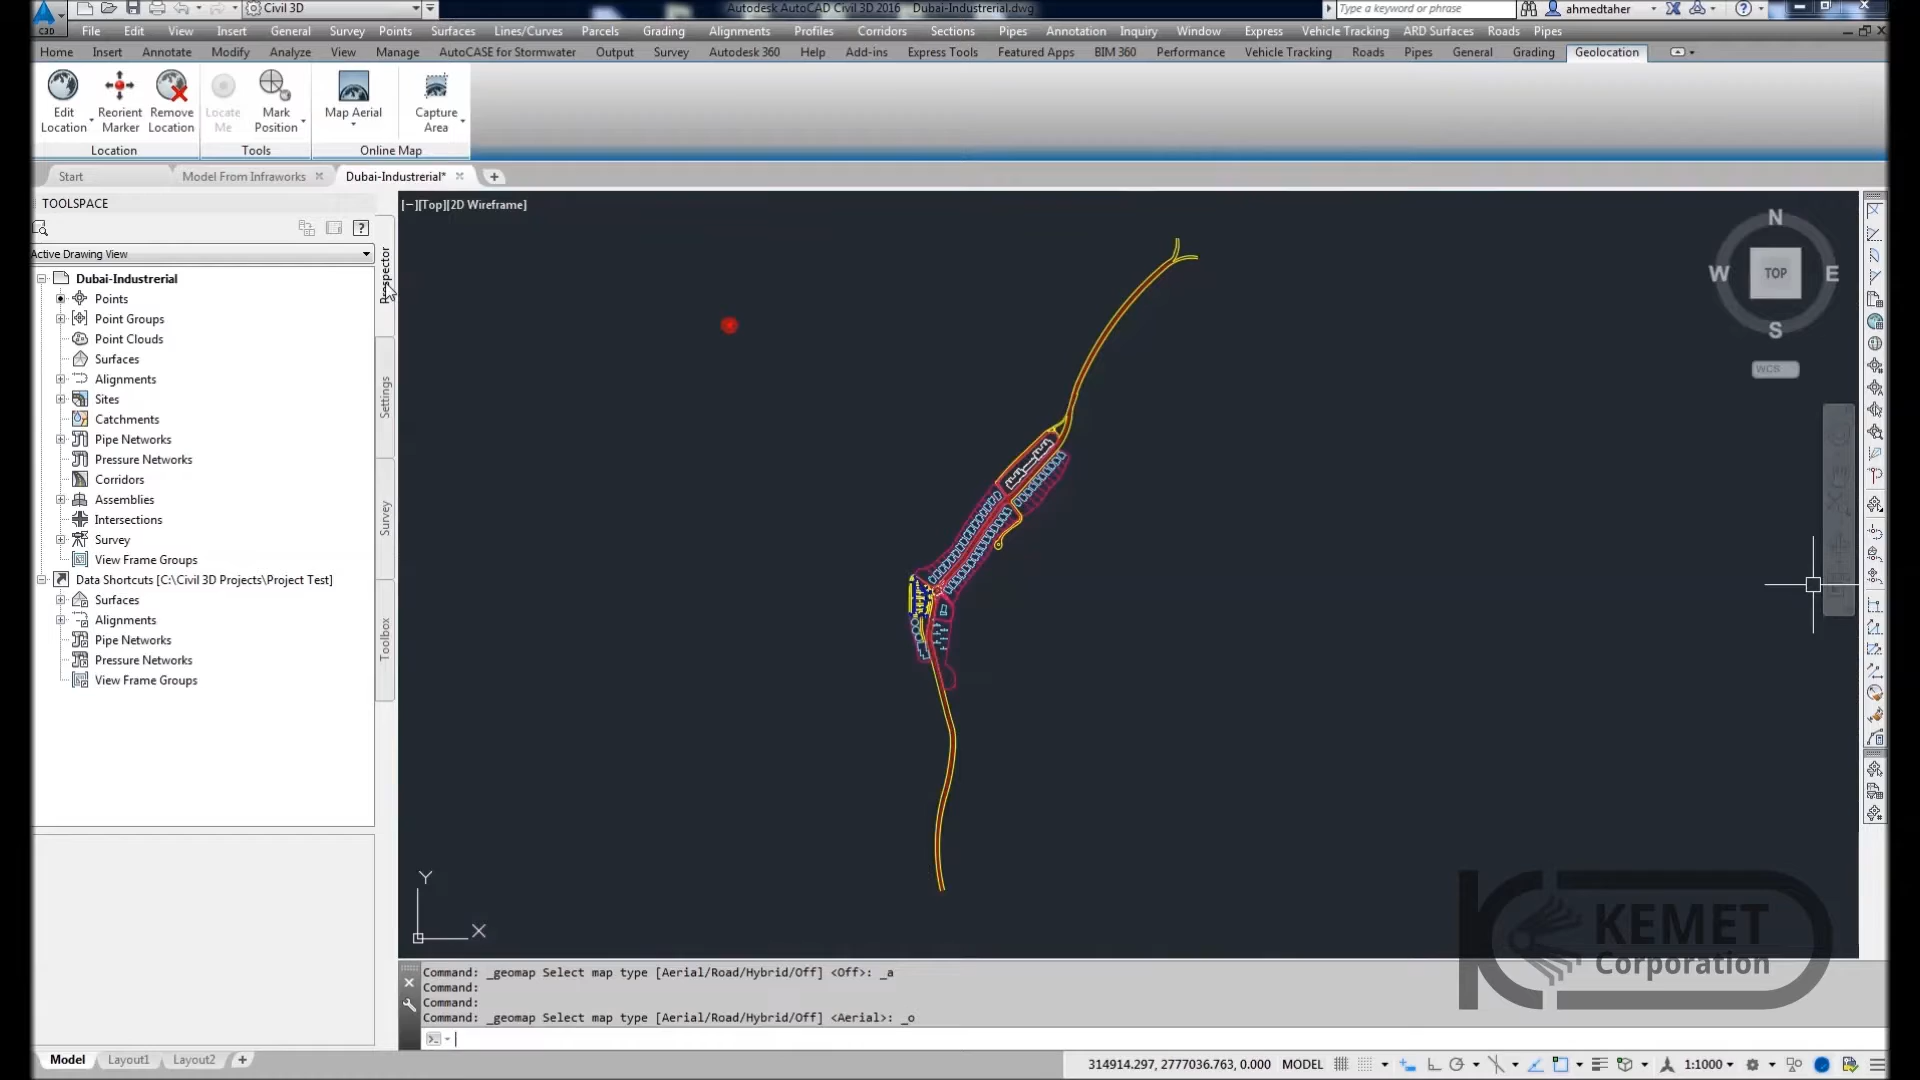 Civil 3D
Autodesk AutoCAD Civil 3D 2016 Dubai-Industrerial.dwg
Type a keyword or phrase
ahmedtaher
C3D
File Edit View Insert General Survey Points Surfaces Lines/Curves Parcels Grading Alignments Profiles Corridors Sections Pipes Annotation Inquiry Window Express Vehicle Tracking ARD Surfaces Roads Pipes
Home Insert Annotate Modify Analyze View Manage AutoCASE for Stormwater Output Survey Autodesk 360 Help Add-ins Express Tools Featured Apps BIM 360 Performance Vehicle Tracking Roads Pipes General Grading Geolocation
Edit Location
Reorient Marker
Remove Location
Locate Me
Mark Position
Map Aerial
Capture Area
Location Tools Online Map
Start Model From Infraworks Dubai-Industrerial*
TOOLSPACE
Active Drawing View
Dubai-Industrerial
Points
Point Groups
Point Clouds
Surfaces
Alignments
Sites
Catchments
Pipe Networks
Pressure Networks
Corridors
Assemblies
Intersections
Survey
View Frame Groups
Data Shortcuts [C:\Civil 3D Projects\Project Test]
Surfaces
Alignments
Pipe Networks
Pressure Networks
View Frame Groups
Prospector
Settings
Survey
Toolbox
[−][Top][2D Wireframe]
N
W TOP E
S
WCS
Y
X
KEMET
Corporation
Command: _geomap Select map type [Aerial/Road/Hybrid/Off] <Off>: _a
Command:
Command:
Command: _geomap Select map type [Aerial/Road/Hybrid/Off] <Aerial>: _o
Model Layout1 Layout2
314914.297, 2777036.763, 0.000 MODEL 1:1000